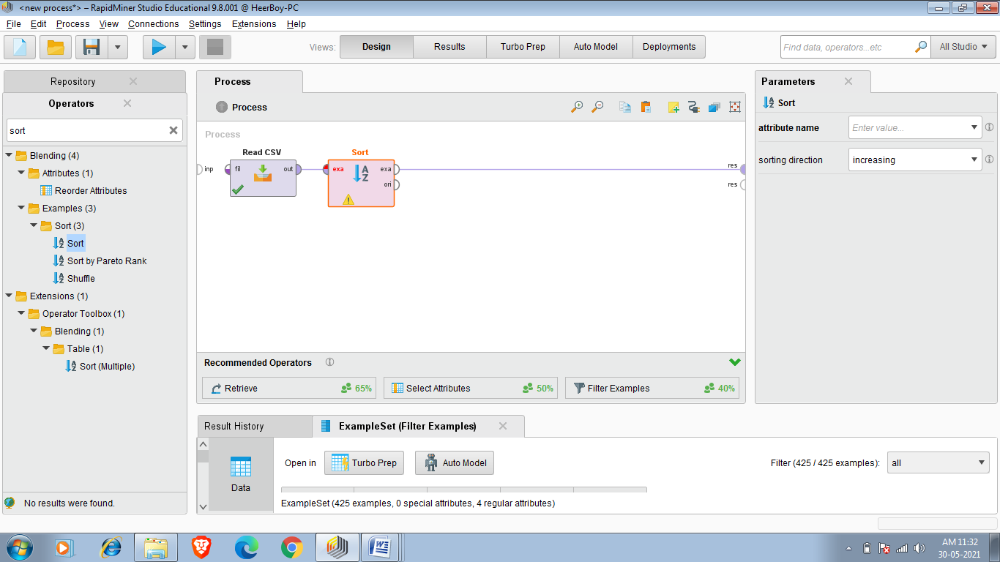 <new process*> – RapidMiner Studio Educational 9.8.001 @ HeerBoy-PC
File Edit Process View Connections Settings Extensions Help
Views: Design Results Turbo Prep Auto Model Deployments Find data, operators...etc All Studio
Repository
Operators
sort
Blending (4)
Attributes (1)
Reorder Attributes
Examples (3)
Sort (3)
Sort
Sort by Pareto Rank
Shuffle
Extensions (1)
Operator Toolbox (1)
Blending (1)
Table (1)
Sort (Multiple)
No results were found.
Process
Process
Process
Read CSV Sort
inp fil out exa exa res
ori res
A
Z
Recommended Operators
Retrieve 65% Select Attributes 50% Filter Examples 40%
Parameters
Sort
attribute name Enter value...
sorting direction increasing
Result History ExampleSet (Filter Examples)
Data
Open in Turbo Prep Auto Model Filter (425 / 425 examples): all
ExampleSet (425 examples, 0 special attributes, 4 regular attributes)
AM 11:32
30-05-2021